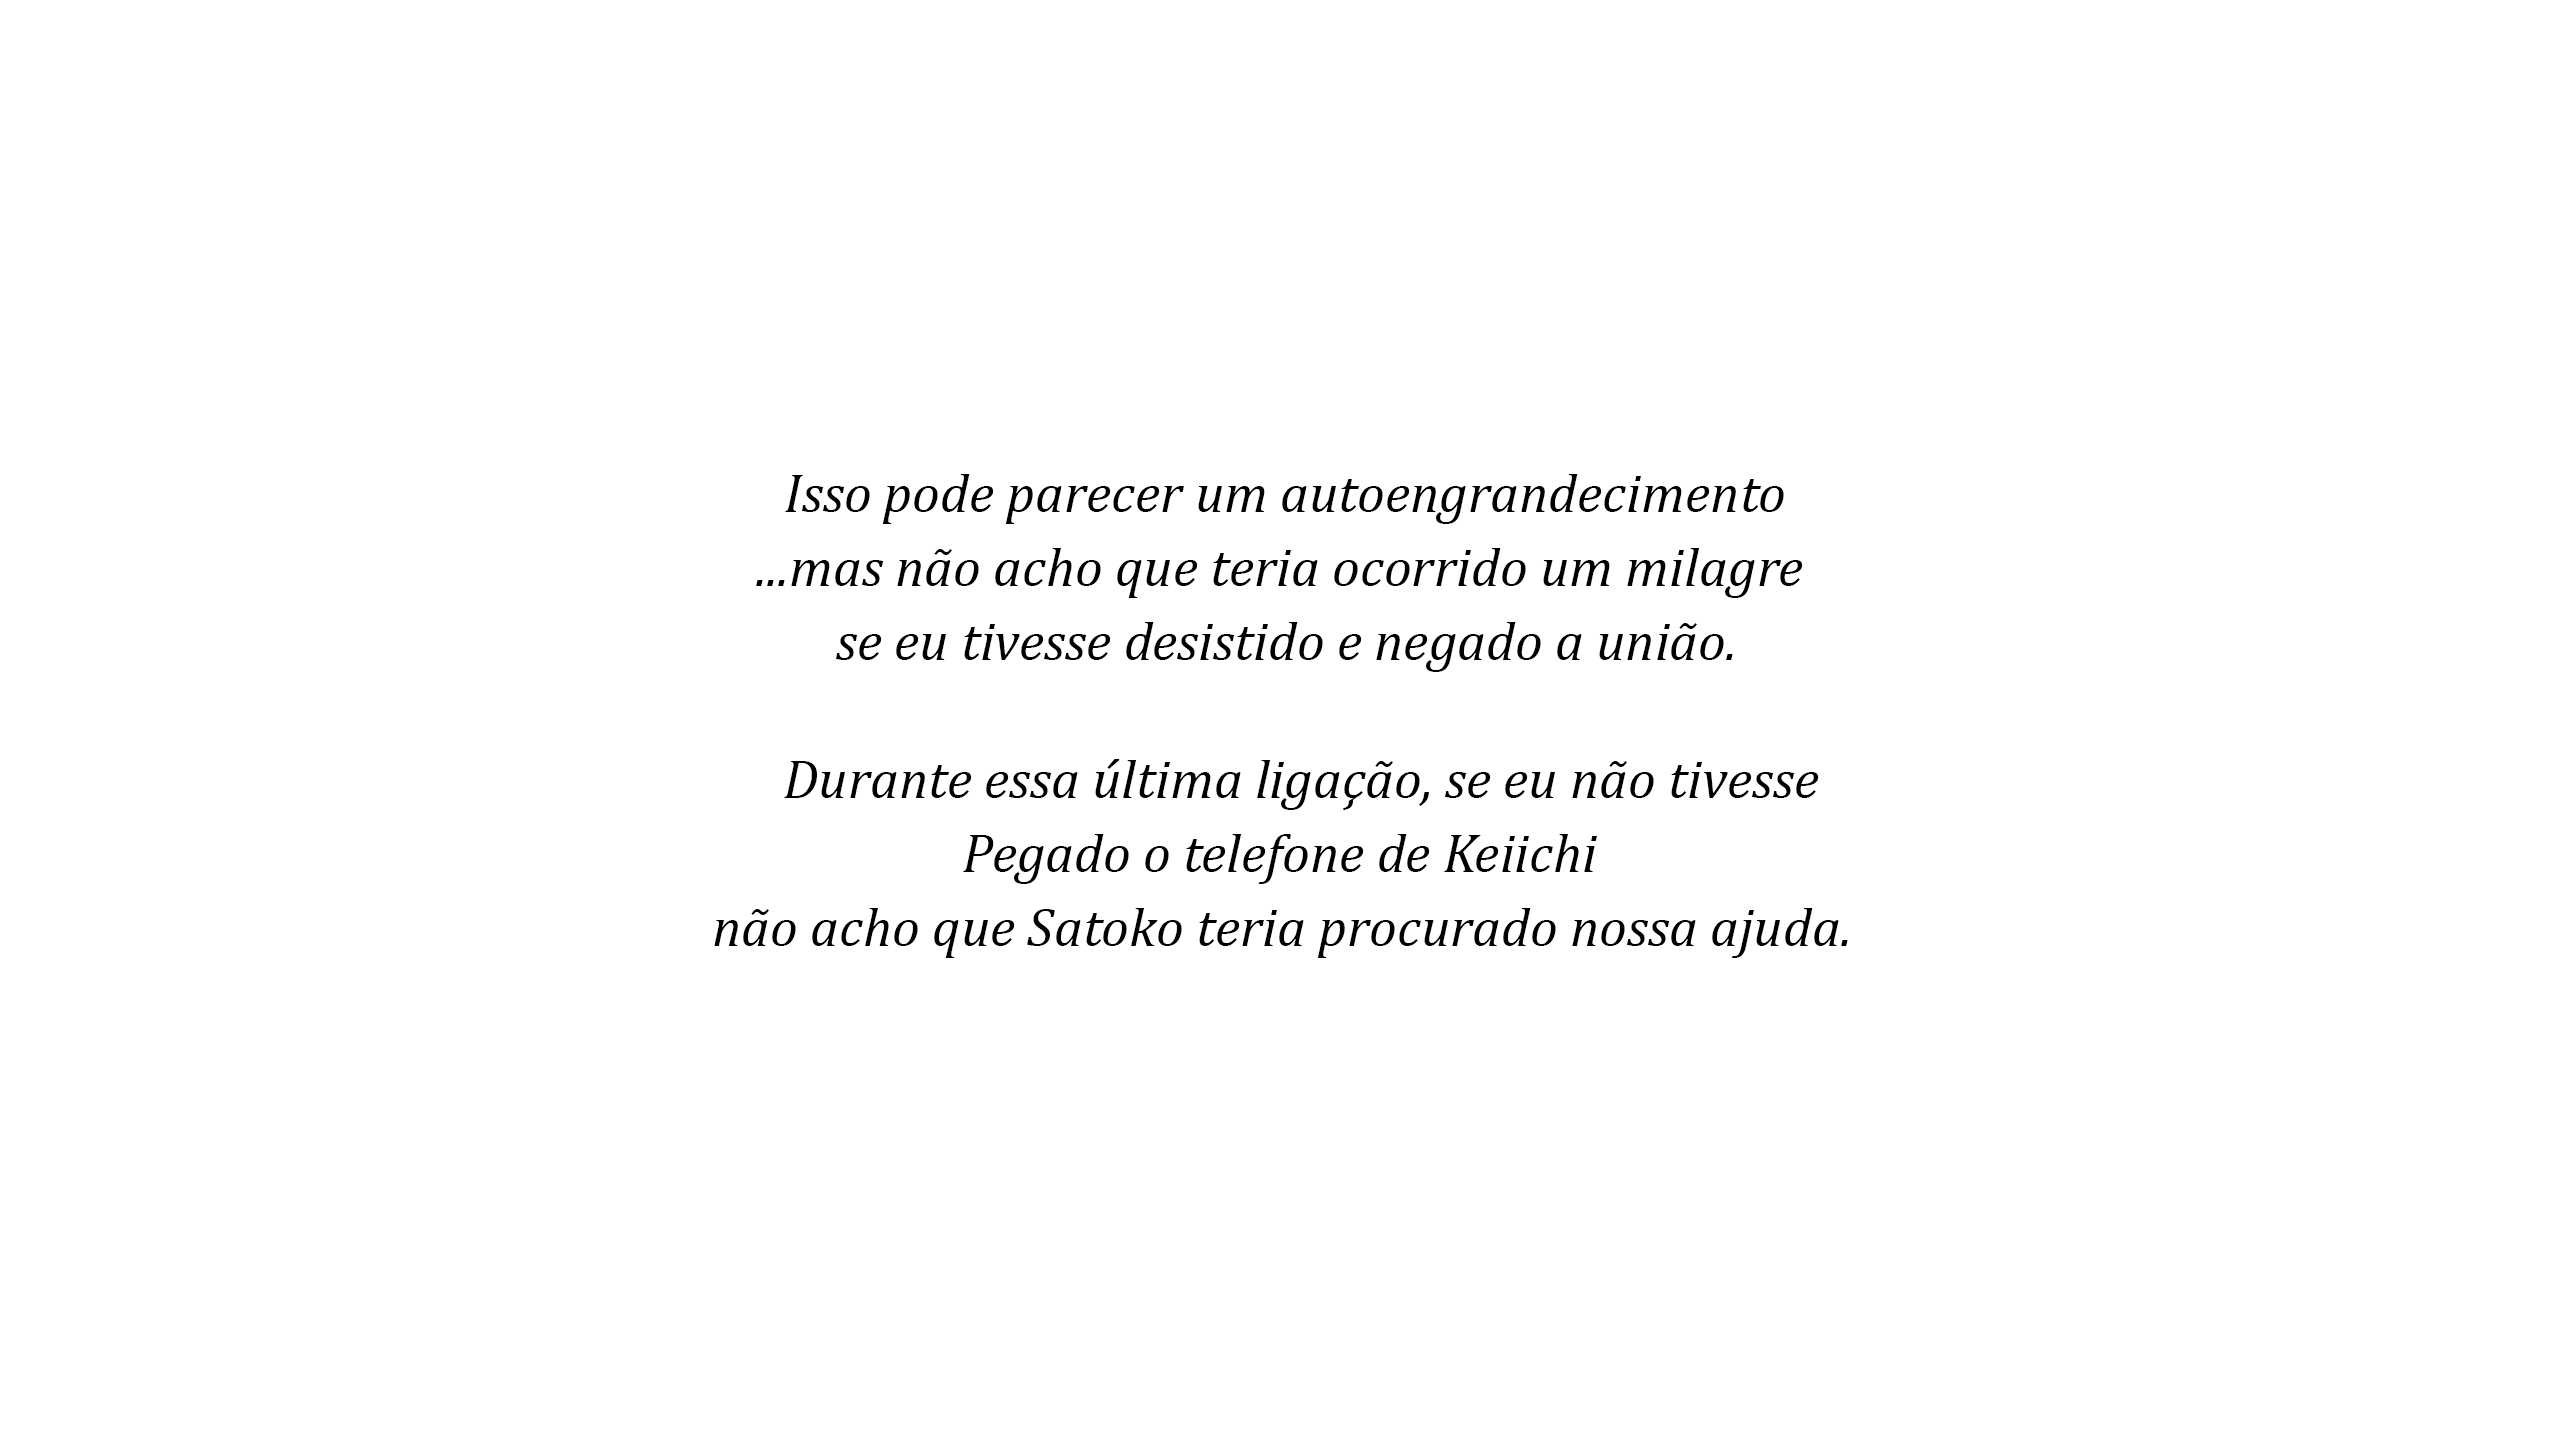 Isso pode parecer um autoengrandecimento
...mas não acho que teria ocorrido um milagre
se eu tivesse desistido e negado a união.
Durante essa última ligação, se eu não tivesse
Pegado o telefone de Keiichi
não acho que Satoko teria procurado nossa ajuda.